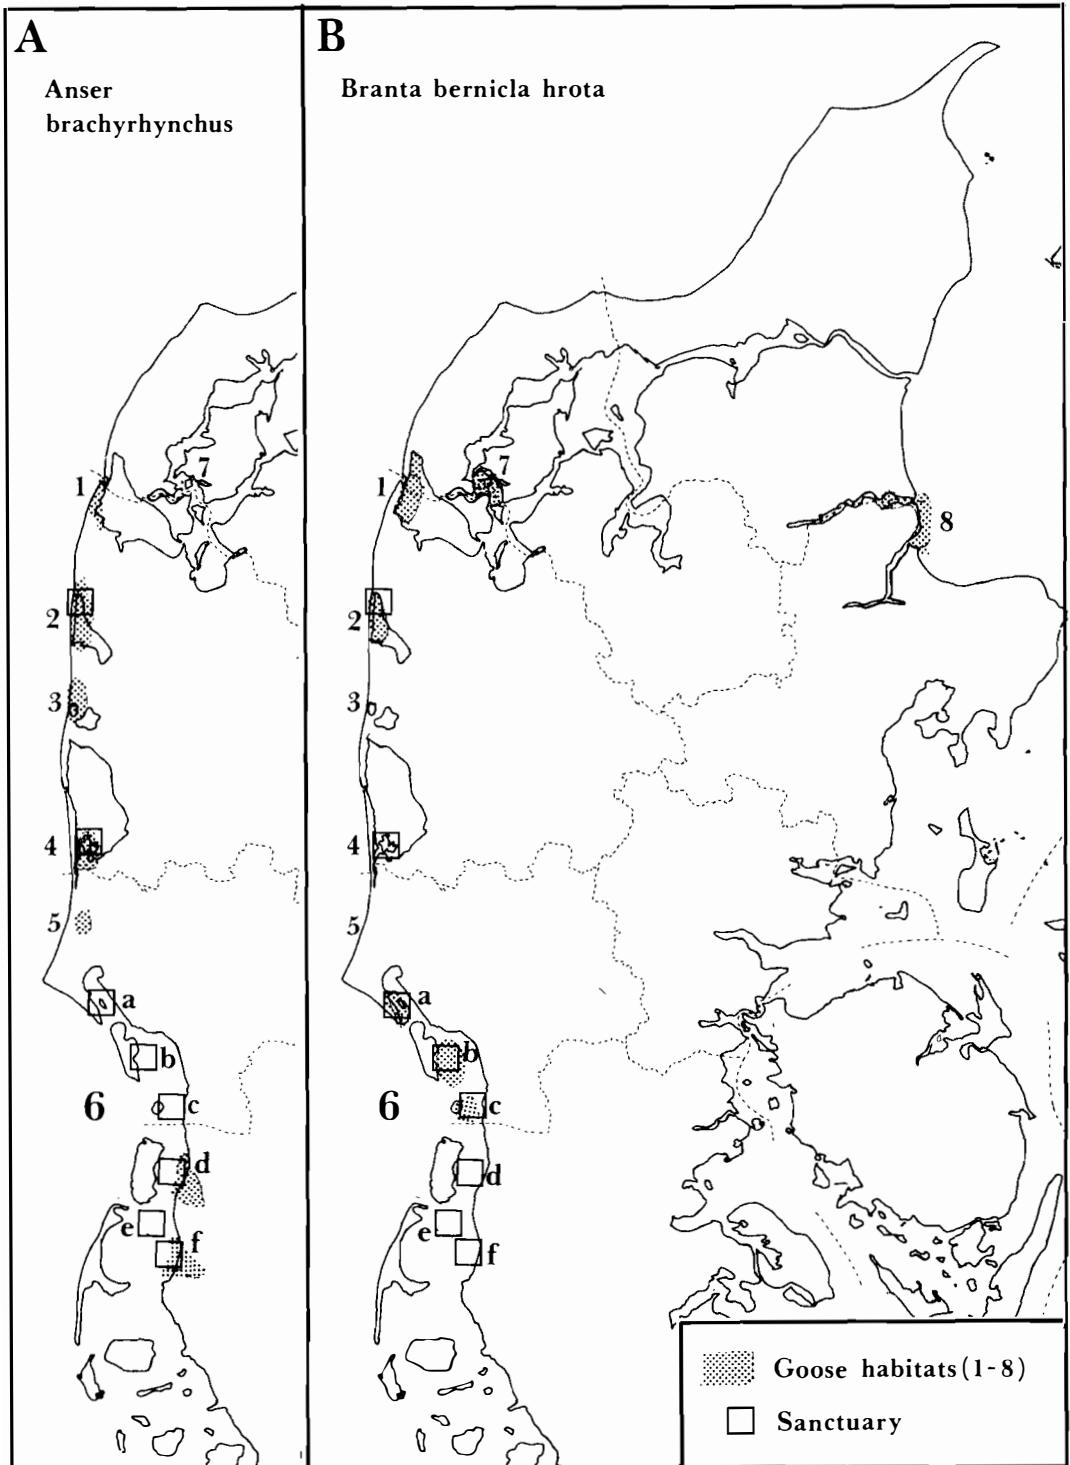 A
Anser
brachyrhynchus
1
7
2
3
4
5
a
b
6
c
d
e
f
B
Branta bernicla hrota
1
7
8
2
3
4
5
a
b
6
c
d
e
f
Goose habitats (1-8)
Sanctuary